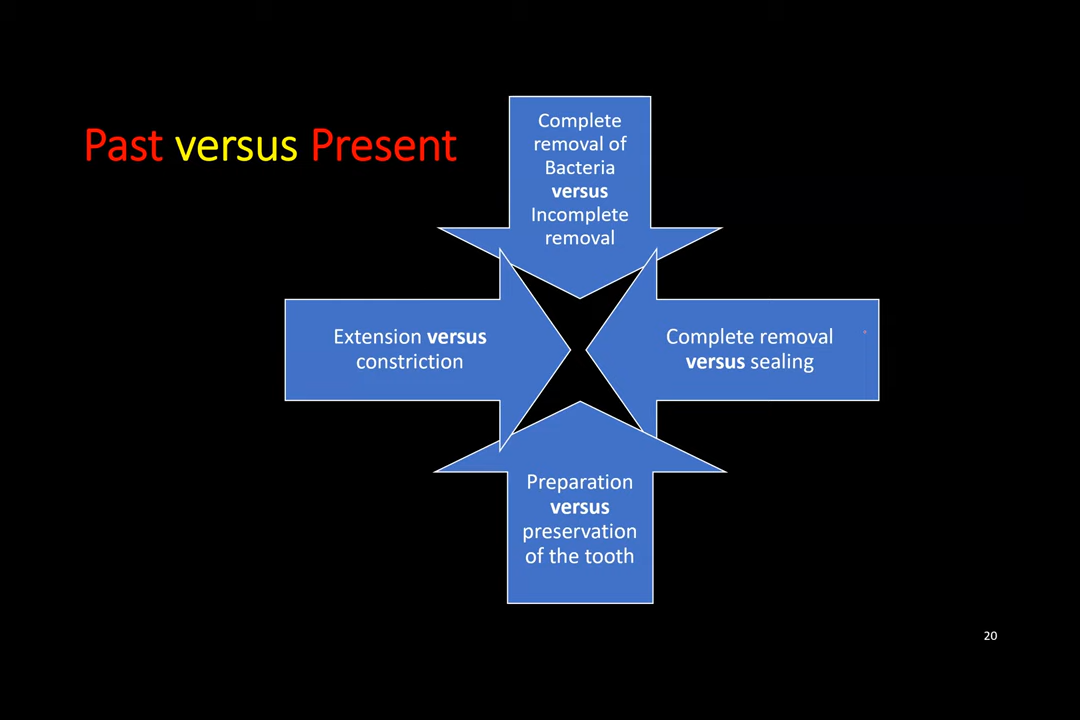 Past versus Present
Complete
removal of
Bacteria
versus
Incomplete
removal
Extension versus
constriction
Complete removal
versus sealing
Preparation
versus
preservation
of the tooth
20